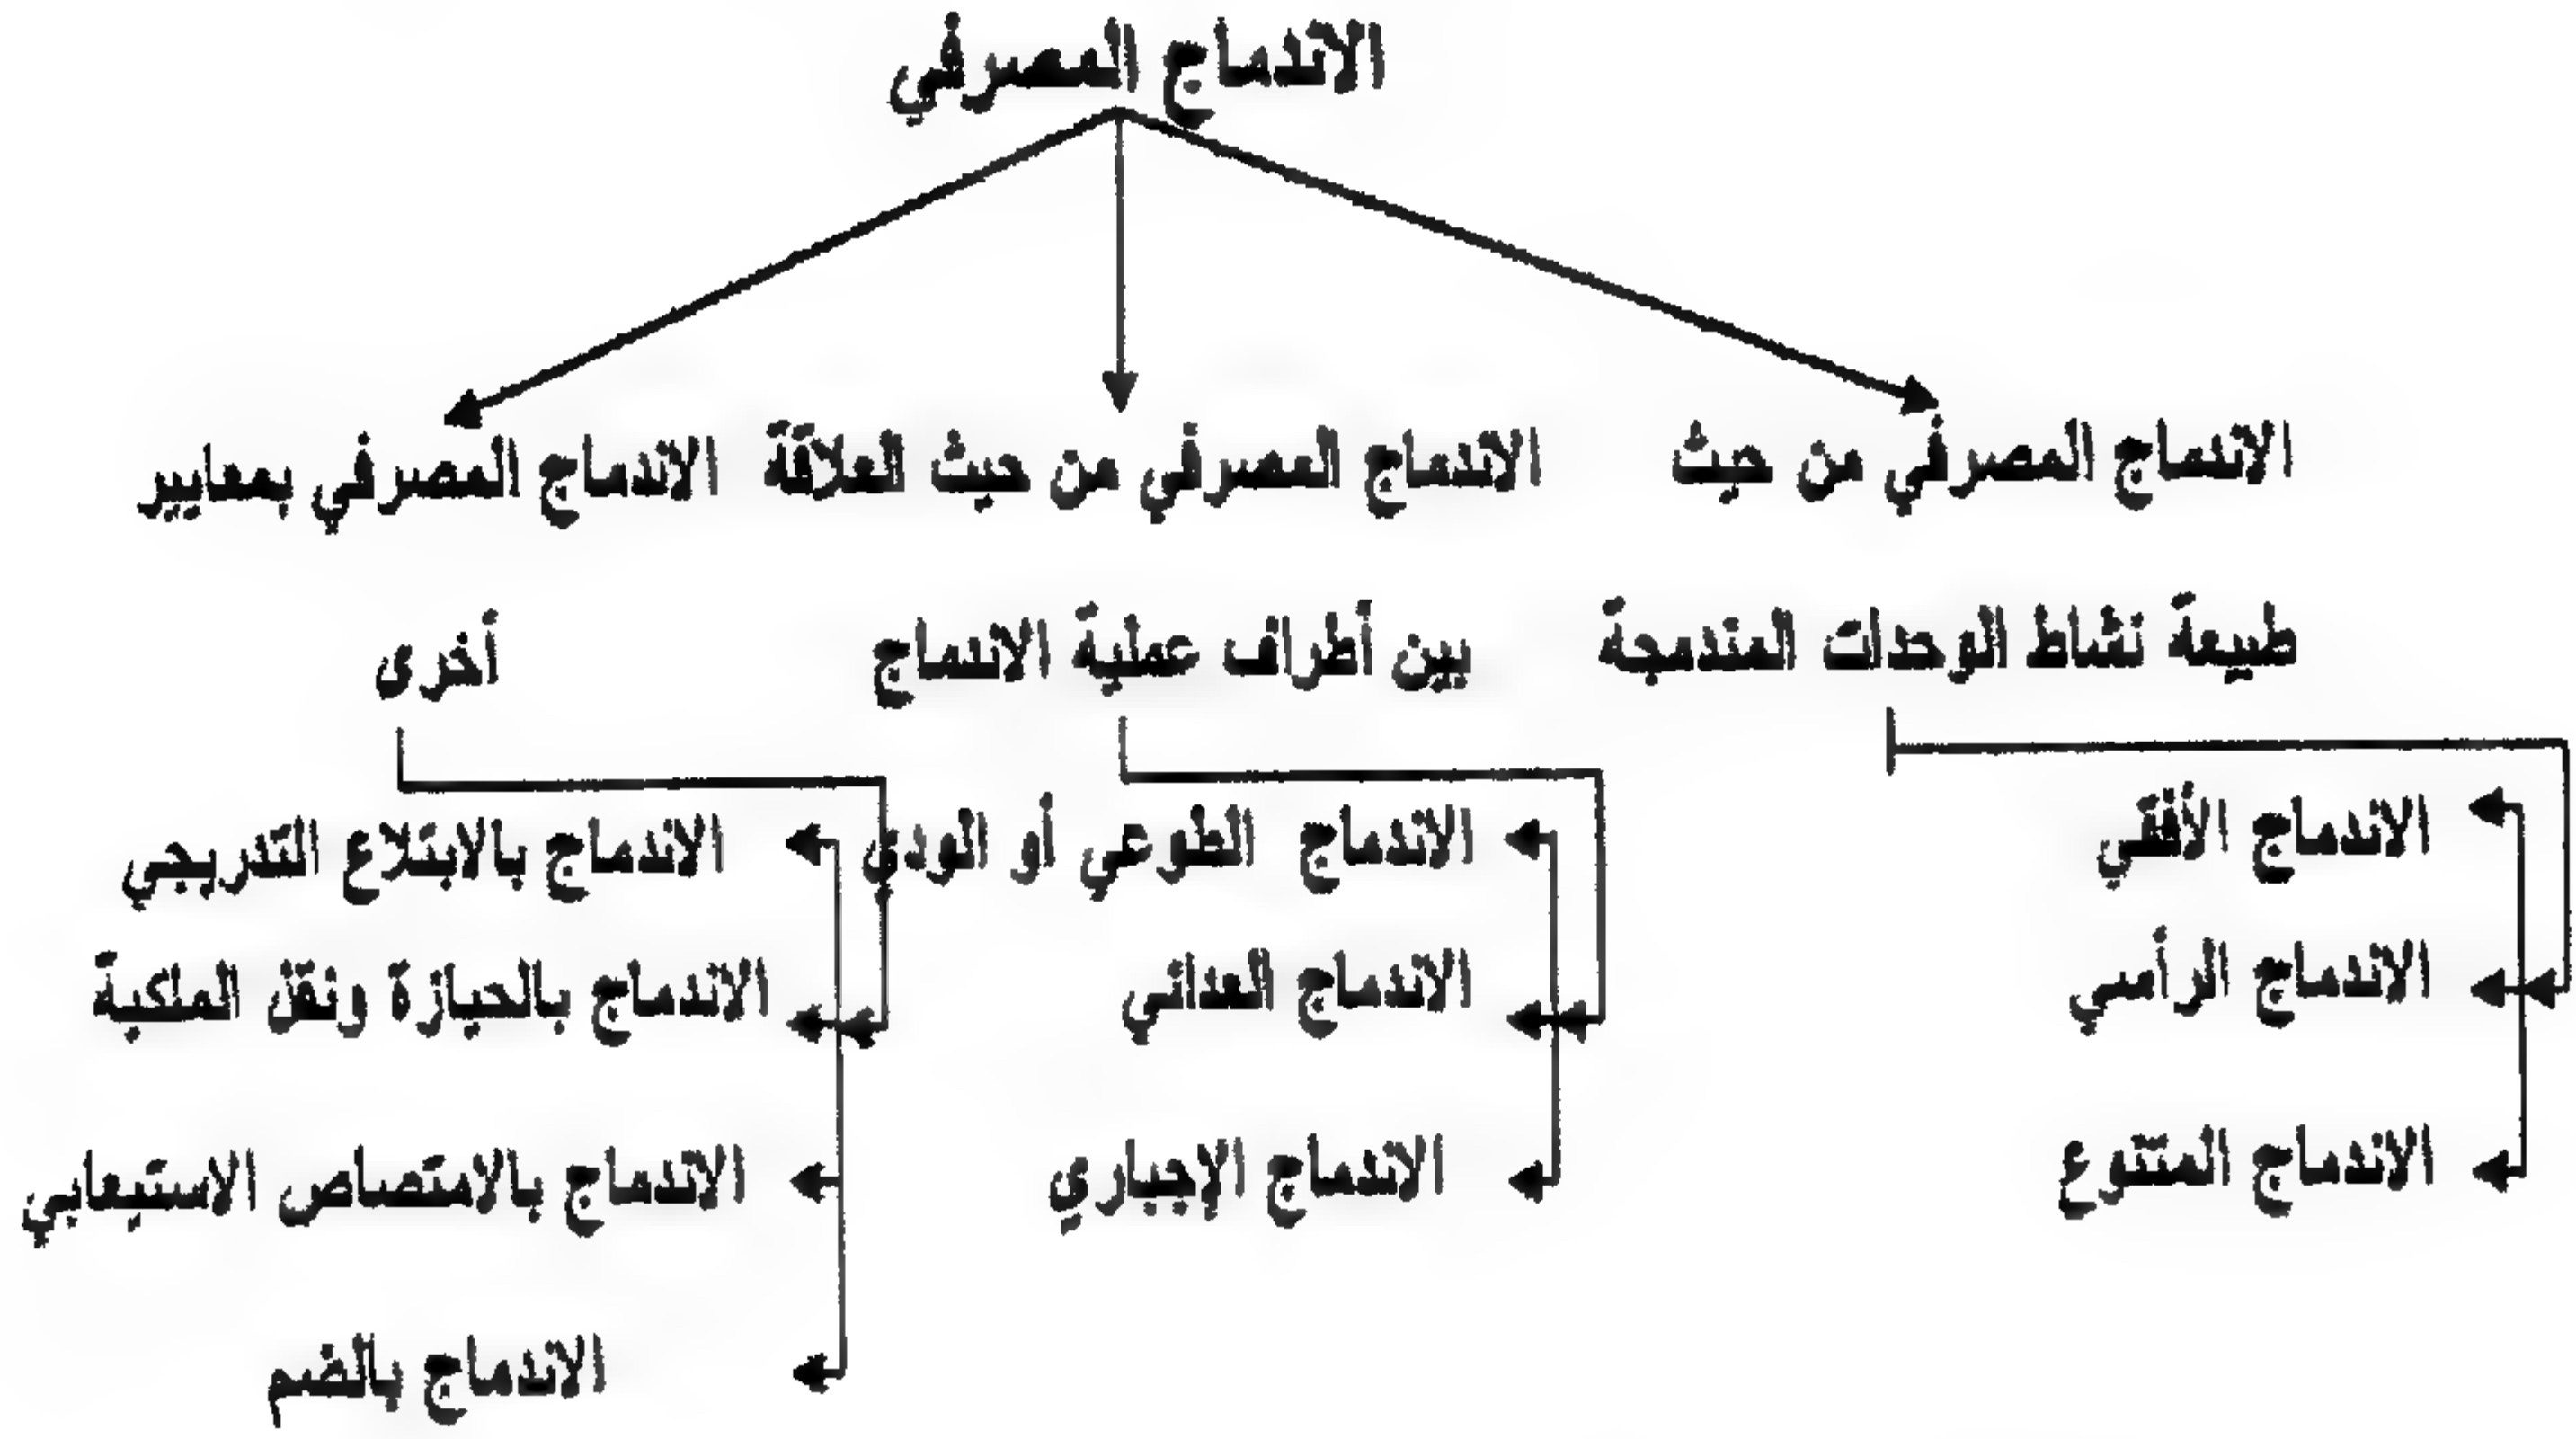 الاندماج المصرفي
الاندماج المصرفي من حيث
طبيعة نشاط الوحدات المندمجة
الاندماج الأفقي
الاندماج الرأسي
الاندماج المتنوع
الاندماج المصرفي من حيث العلاقة
بين أطراف عملية الاندماج
الاندماج الطوعي أو الودي
الاندماج العدائي
الاندماج الإجباري
الاندماج المصرفي بمعايير
أخرى
الاندماج بالابتلاع التدريجي
الاندماج بالحيازة ونقل الملكية
الاندماج بالامتصاص الاستيعابي
الاندماج بالضم